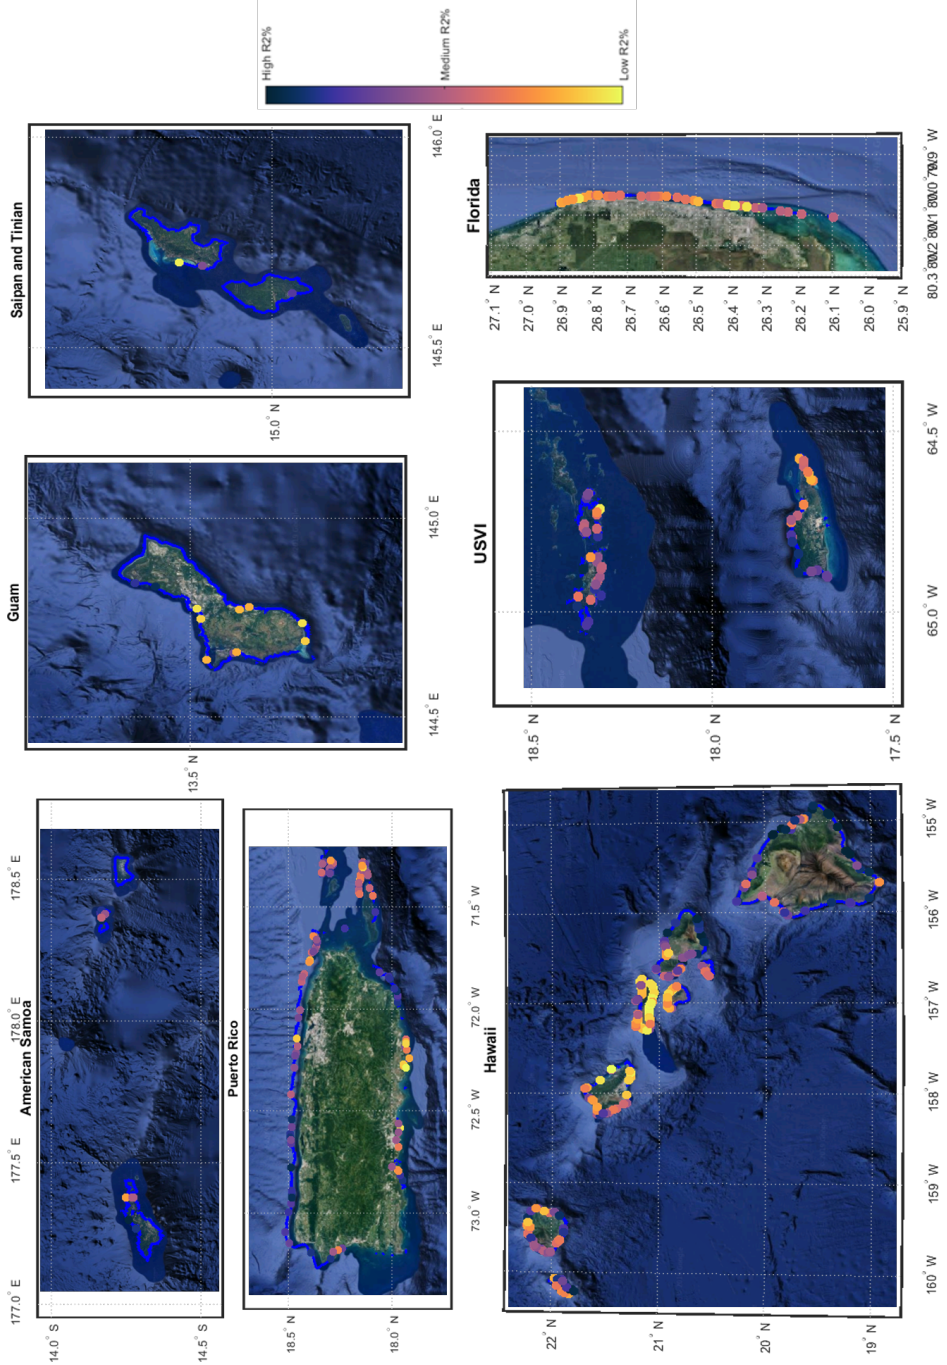 American Samoa
177.0° E 177.5° E 178.0° E 178.5° E
14.0° S
14.5° S
Puerto Rico
18.5° N
18.0° N
73.0° W 72.5° W 72.0° W 71.5° W
Guam
13.5° N
144.5° E 145.0° E
Saipan and Tinian
15.0° N
145.5° E 146.0° E
High R2%
Medium R2%
Low R2%
Hawaii
22° N
21° N
20° N
19° N
160° W 159° W 158° W 157° W 156° W 155° W
USVI
18.5° N
18.0° N
17.5° N
65.0° W 64.5° W
Florida
27.1° N
27.0° N
26.9° N
26.8° N
26.7° N
26.6° N
26.5° N
26.4° N
26.3° N
26.2° N
26.1° N
26.0° N
25.9° N